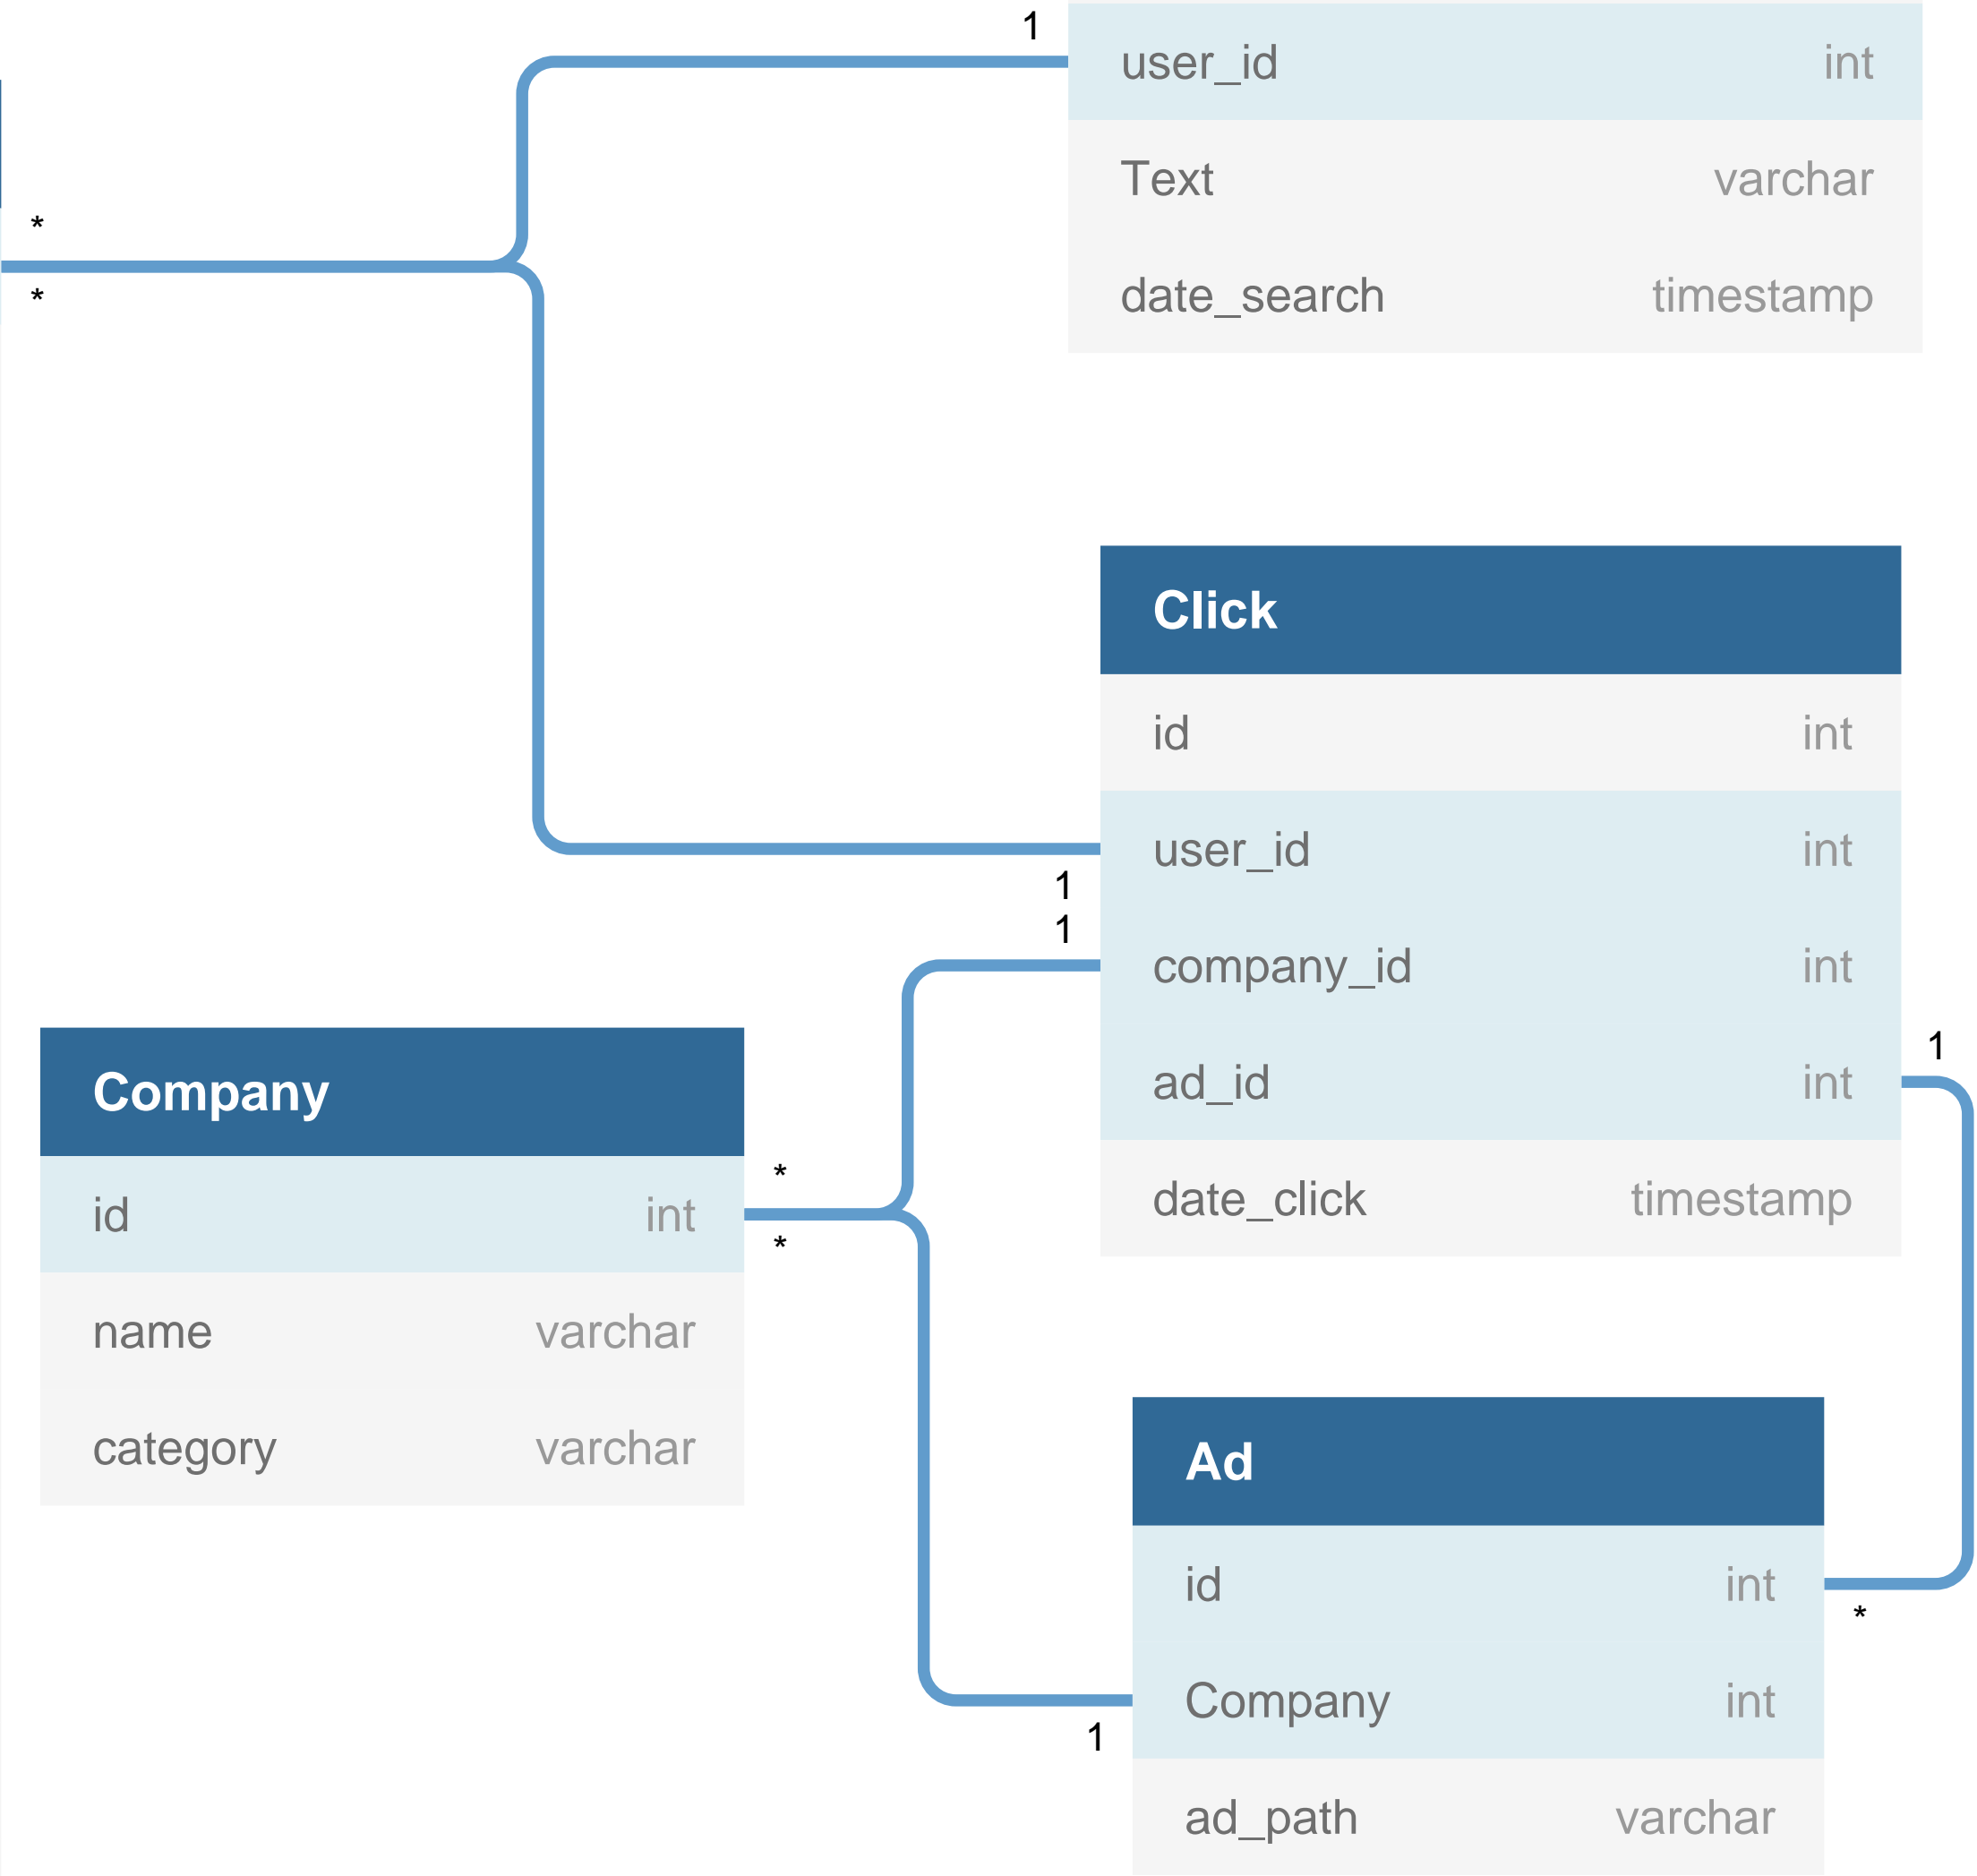 1
user_id int
Text varchar
date_search timestamp
*
*
Click
id int
user_id int
company_id int
ad_id int
date_click timestamp
1
1
1
Company
id int
name varchar
category varchar
*
*
Ad
id int
Company int
ad_path varchar
*
1